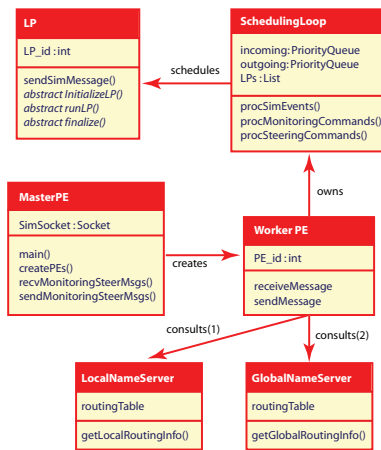 LP
LP_id : int
sendSimMessage()
abstract InitializeLP()
abstract runLP()
abstract finalize()
schedules
SchedulingLoop
incoming: PriorityQueue
outgoing: PriorityQueue
LPs : List
procSimEvents()
procMonitoringCommands()
procSteeringCommands()
owns
MasterPE
SimSocket : Socket
main()
createPEs()
recvMonitoringSteerMsgs()
sendMonitoringSteerMsgs()
creates
Worker PE
PE_id : int
receiveMessage
sendMessage
consults(1)
consults(2)
LocalNameServer
routingTable
getLocalRoutingInfo()
GlobalNameServer
routingTable
getGlobalRoutingInfo()